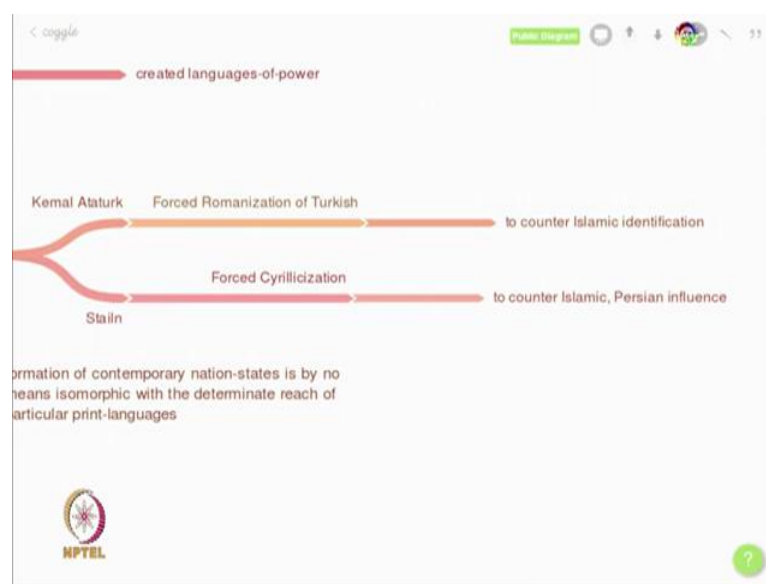 coggle
Public Diagram
created languages-of-power
Kemal Ataturk
Forced Romanization of Turkish
to counter Islamic identification
Forced Cyrillicization
to counter Islamic, Persian influence
Stailn
ormation of contemporary nation-states is by no
neans isomorphic with the determinate reach of
articular print-languages
NPTEL
?